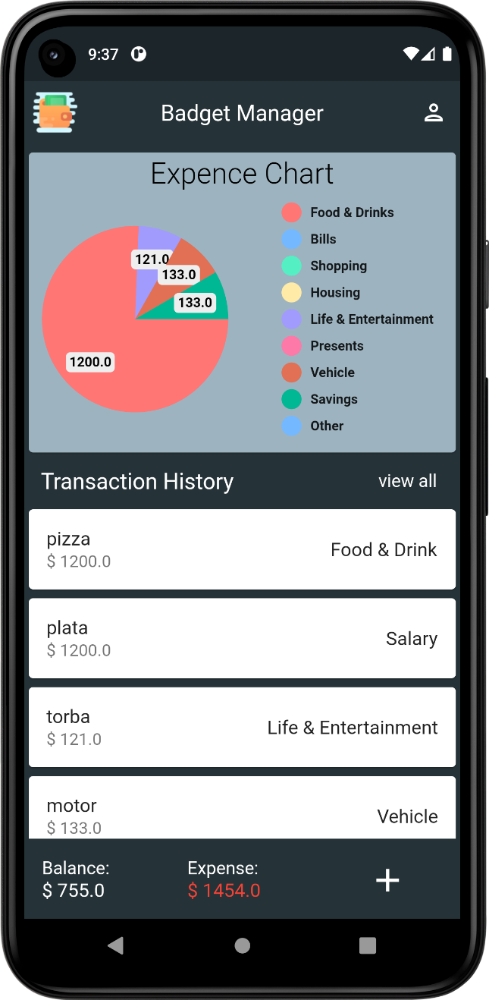 9:37
Badget Manager
Expence Chart
121.0
133.0
133.0
1200.0
Food & Drinks
Bills
Shopping
Housing
Life & Entertainment
Presents
Vehicle
Savings
Other
Transaction History view all
pizza
$ 1200.0
Food & Drink
plata
$ 1200.0
Salary
torba
$ 121.0
Life & Entertainment
motor
$ 133.0
Vehicle
Balance:
$ 755.0
Expense:
$ 1454.0